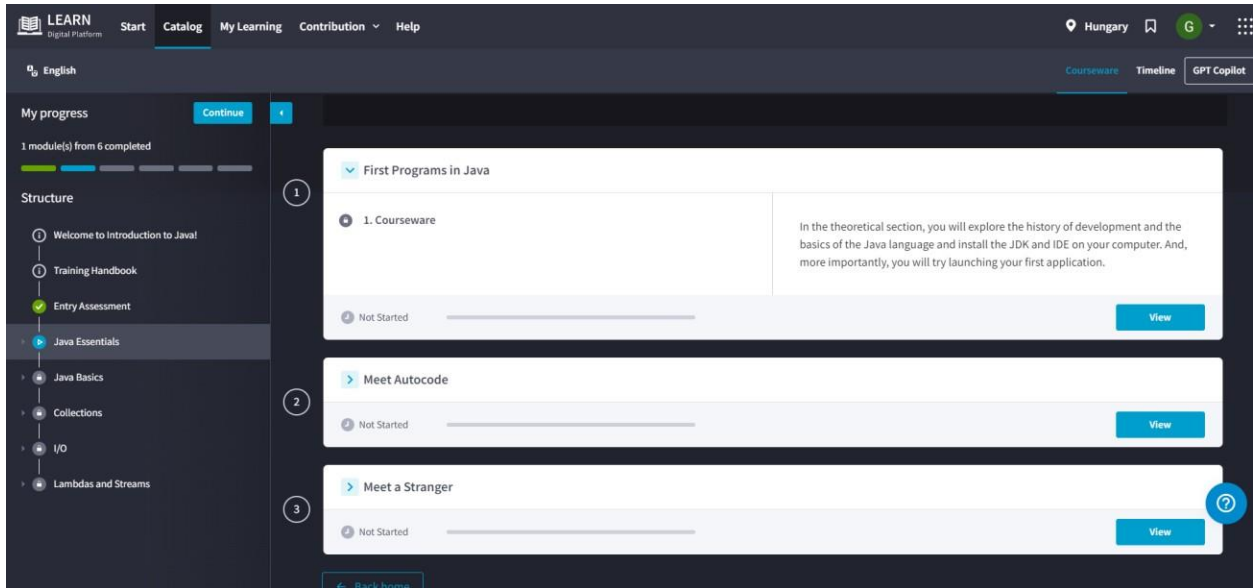 LEARN
Digital Platform
Start Catalog My Learning Contribution Help
Hungary G
English
Courseware Timeline GPT Copilot
My progress Continue
1 module(s) from 6 completed
Structure
Welcome to Introduction to Java!
Training Handbook
Entry Assessment
Java Essentials
Java Basics
Collections
I/O
Lambdas and Streams
1
First Programs in Java
1. Courseware
In the theoretical section, you will explore the history of development and the
basics of the Java language and install the JDK and IDE on your computer. And,
more importantly, you will try launching your first application.
Not Started View
2
Meet Autocode
Not Started View
3
Meet a Stranger
Not Started View
← Back home